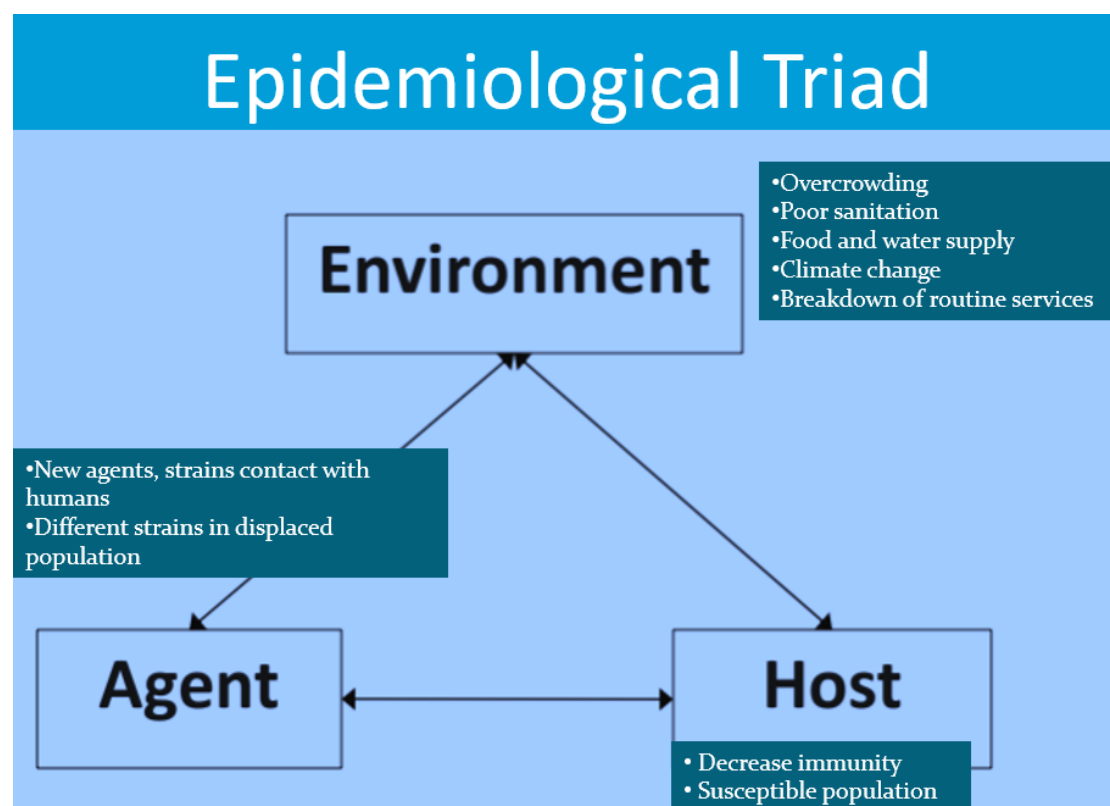 Epidemiological Triad
•Overcrowding
•Poor sanitation
•Food and water supply
•Climate change
•Breakdown of routine services
Environment
•New agents, strains contact with
humans
•Different strains in displaced
population
Agent
Host
• Decrease immunity
• Susceptible population